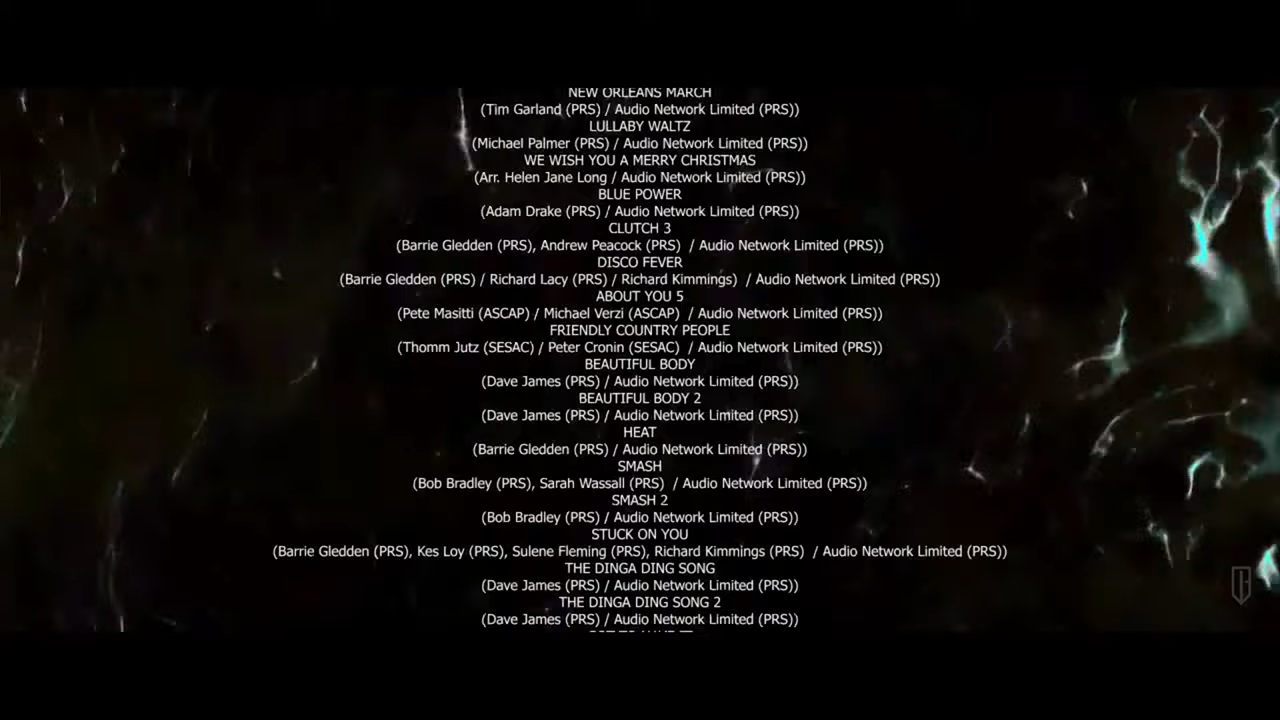 NEW ORLEANS MARCH
(Tim Garland (PRS) / Audio Network Limited (PRS))
LULLABY WALTZ
(Michael Palmer (PRS) / Audio Network Limited (PRS))
WE WISH YOU A MERRY CHRISTMAS
(Arr. Helen Jane Long / Audio Network Limited (PRS))
BLUE POWER
(Adam Drake (PRS) / Audio Network Limited (PRS))
CLUTCH 3
(Barrie Gledden (PRS), Andrew Peacock (PRS)  / Audio Network Limited (PRS))
DISCO FEVER
(Barrie Gledden (PRS) / Richard Lacy (PRS) / Richard Kimmings)  / Audio Network Limited (PRS))
ABOUT YOU 5
(Pete Masitti (ASCAP) / Michael Verzi (ASCAP)  / Audio Network Limited (PRS))
FRIENDLY COUNTRY PEOPLE
(Thomm Jutz (SESAC) / Peter Cronin (SESAC)  / Audio Network Limited (PRS))
BEAUTIFUL BODY
(Dave James (PRS) / Audio Network Limited (PRS))
BEAUTIFUL BODY 2
(Dave James (PRS) / Audio Network Limited (PRS))
HEAT
(Barrie Gledden (PRS) / Audio Network Limited (PRS))
SMASH
(Bob Bradley (PRS), Sarah Wassall (PRS)  / Audio Network Limited (PRS))
SMASH 2
(Bob Bradley (PRS) / Audio Network Limited (PRS))
STUCK ON YOU
(Barrie Gledden (PRS), Kes Loy (PRS), Sulene Fleming (PRS), Richard Kimmings (PRS)  / Audio Network Limited (PRS))
THE DINGA DING SONG
(Dave James (PRS) / Audio Network Limited (PRS))
THE DINGA DING SONG 2
(Dave James (PRS) / Audio Network Limited (PRS))